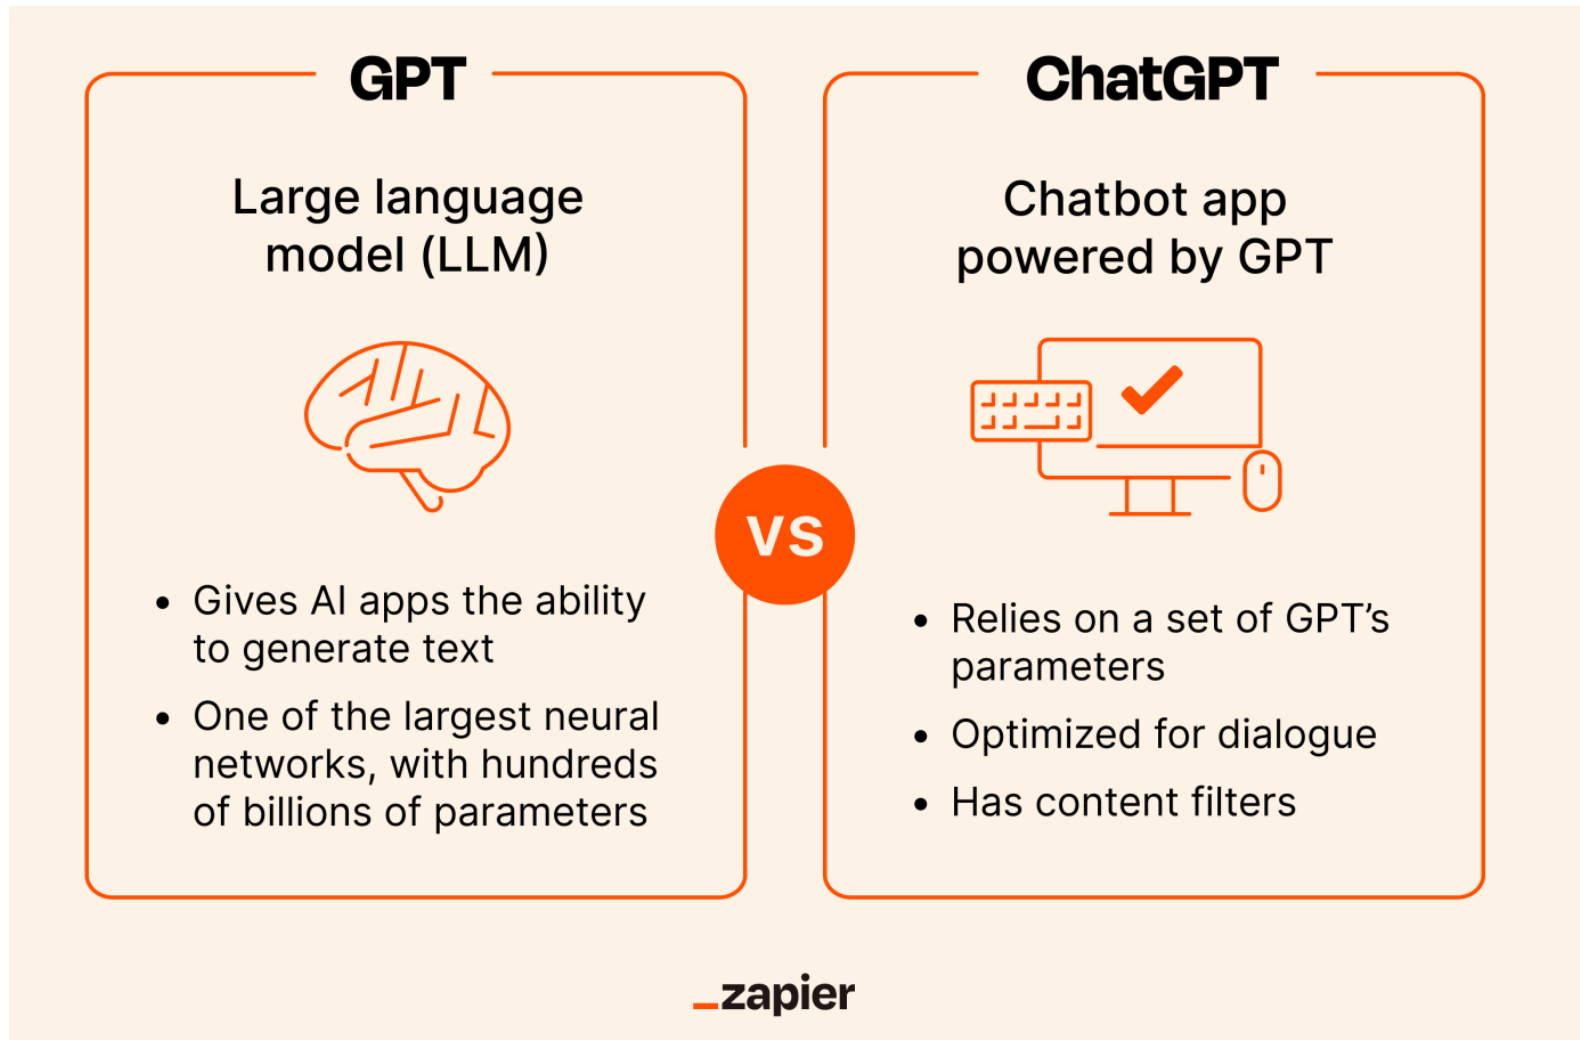 GPT
Large language
model (LLM)
• Gives AI apps the ability
to generate text
• One of the largest neural
networks, with hundreds
of billions of parameters
VS
ChatGPT
Chatbot app
powered by GPT
• Relies on a set of GPT’s
parameters
• Optimized for dialogue
• Has content filters
_zapier